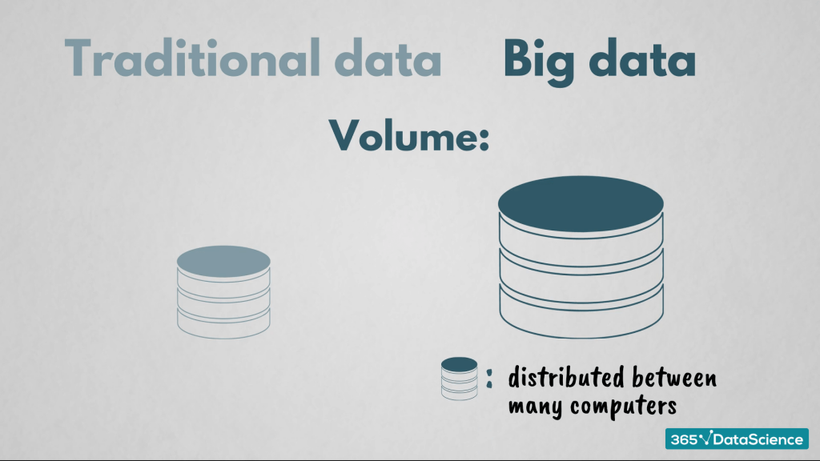 Traditional data
Big data
Volume:
: distributed between
many computers
365 DataScience